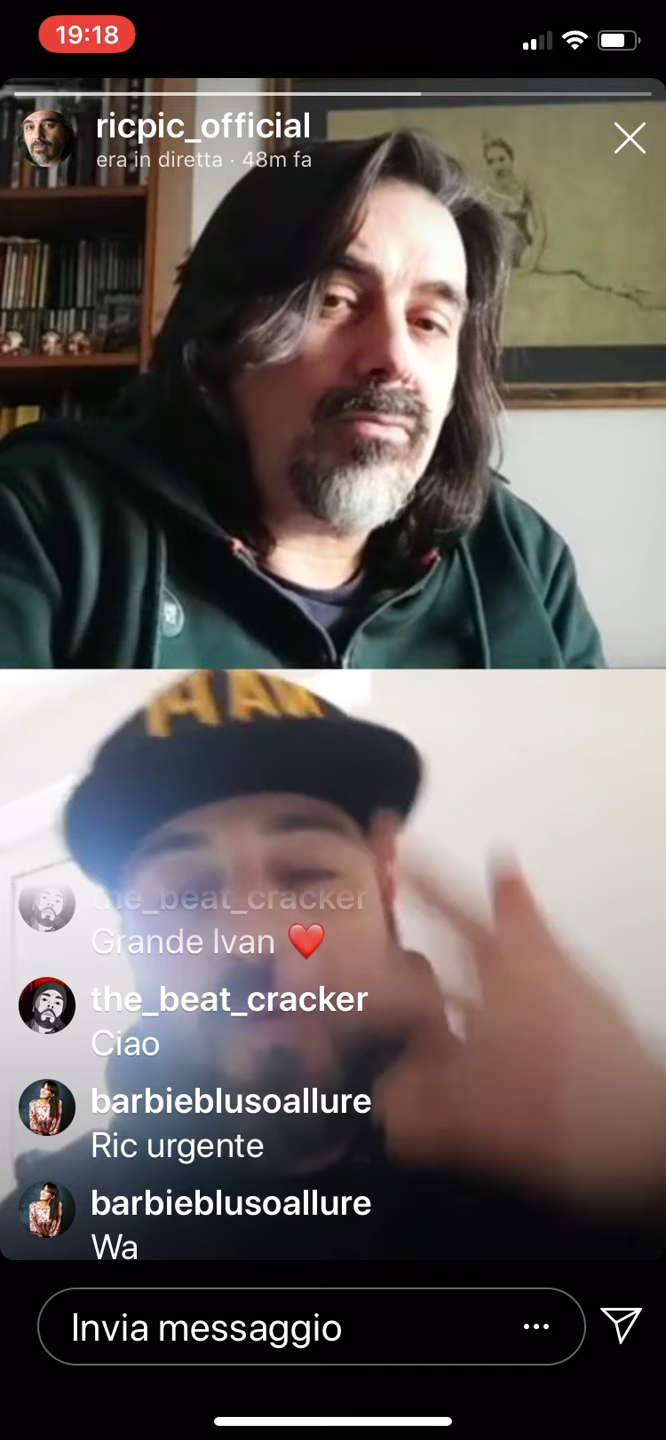 19:18
ricpic_official
era in diretta · 48m fa
the_beat_cracker
Grande Ivan ❤️
the_beat_cracker
Ciao
barbieblusoallure
Ric urgente
barbieblusoallure
Wa
Invia messaggio